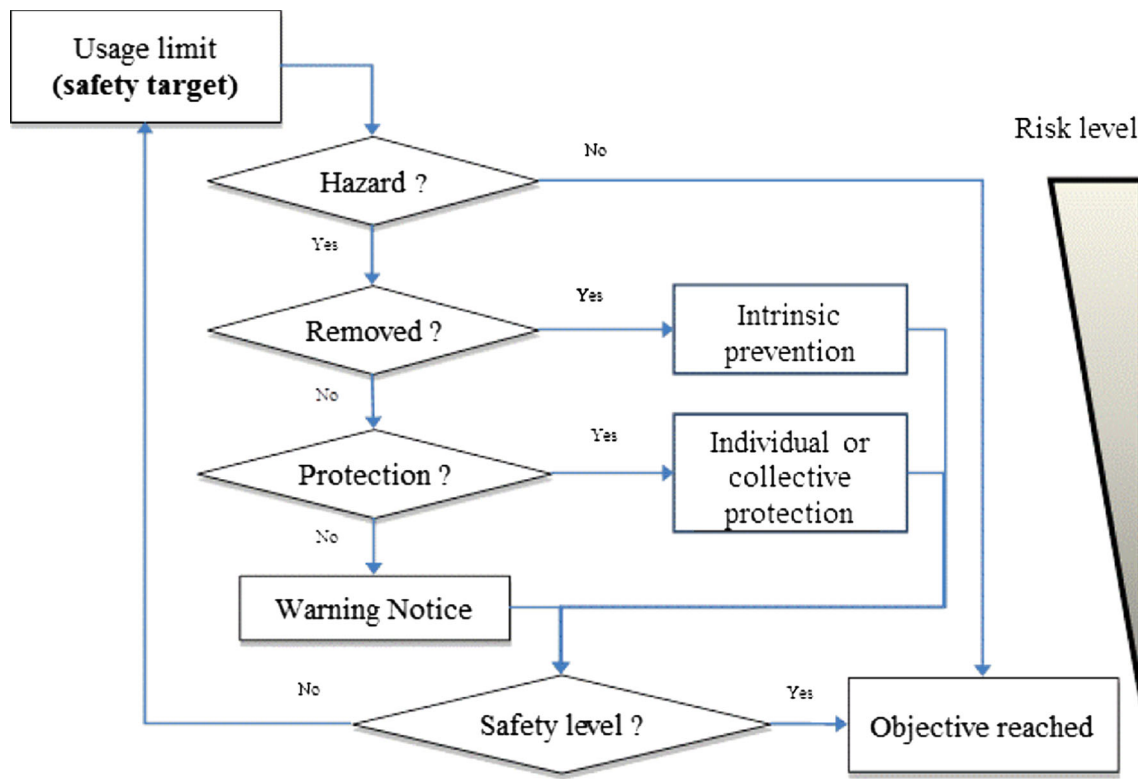 Usage limit
(safety target)
Risk level
No
Hazard ?
Yes
Yes
Removed ?
Intrinsic
prevention
No
Yes
Protection ?
Individual or
collective
protection
No
Warning Notice
No
Yes
Safety level ?
Objective reached